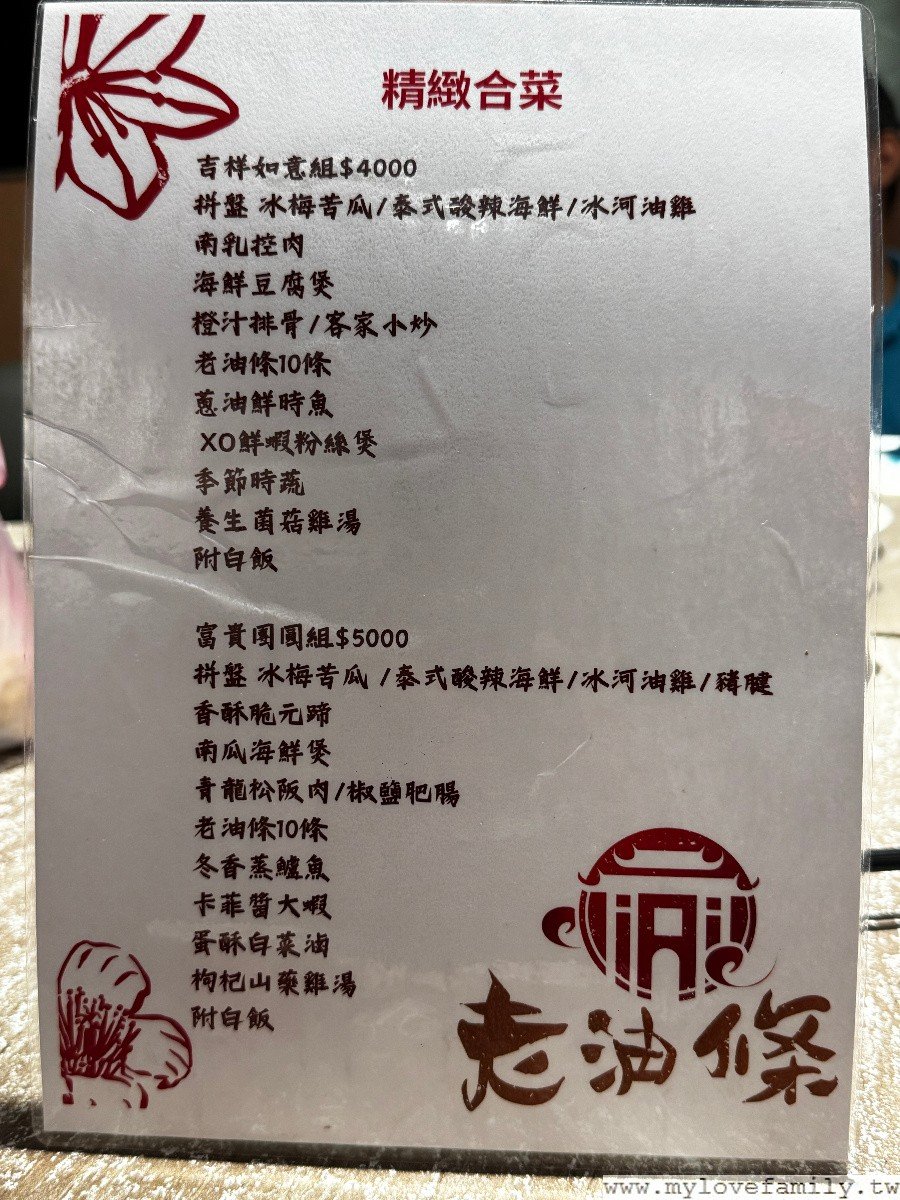 精緻合菜
吉祥如意組$4000
拼盤 冰梅苦瓜/泰式酸辣海鮮/冰河油雞
南乳控肉
海鮮豆腐煲
橙汁排骨/客家小炒
老油條10條
蔥油鮮時魚
XO鮮蝦粉絲煲
季節時蔬
養生菌菇雞湯
附白飯
富貴團圓組$5000
拼盤 冰梅苦瓜 /泰式酸辣海鮮/冰河油雞/豬腱
香酥脆元蹄
南瓜海鮮煲
青龍松阪肉/椒鹽肥腸
老油條10條
冬香蒸鱸魚
卡菲醬大蝦
蛋酥白菜滷
枸杞山藥雞湯
附白飯
老油條
www.mylovefamily.tw